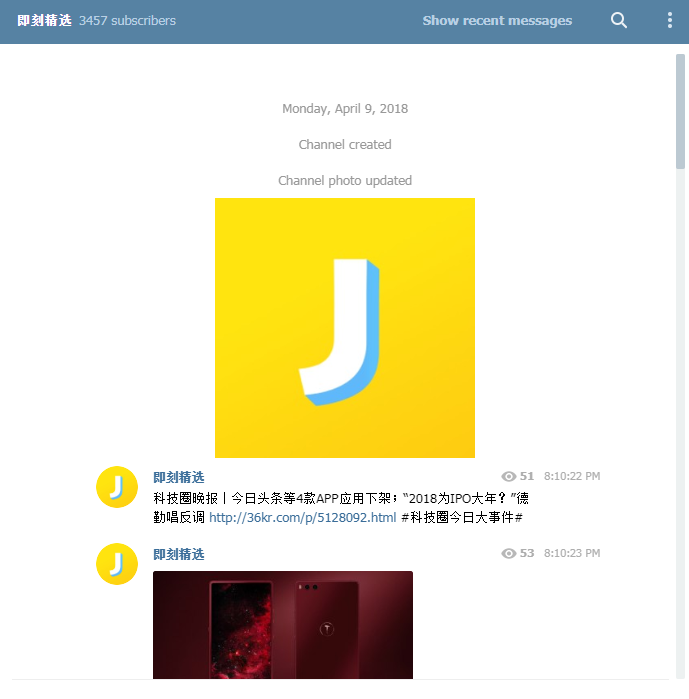 即刻精选 3457 subscribers Show recent messages
Monday, April 9, 2018
Channel created
Channel photo updated
J
J
即刻精选 51 8:10:22 PM
科技圈晚报丨今日头条等4款APP应用下架；“2018为IPO大年？”德
勤唱反调 http://36kr.com/p/5128092.html #科技圈今日大事件#
J
即刻精选 53 8:10:23 PM